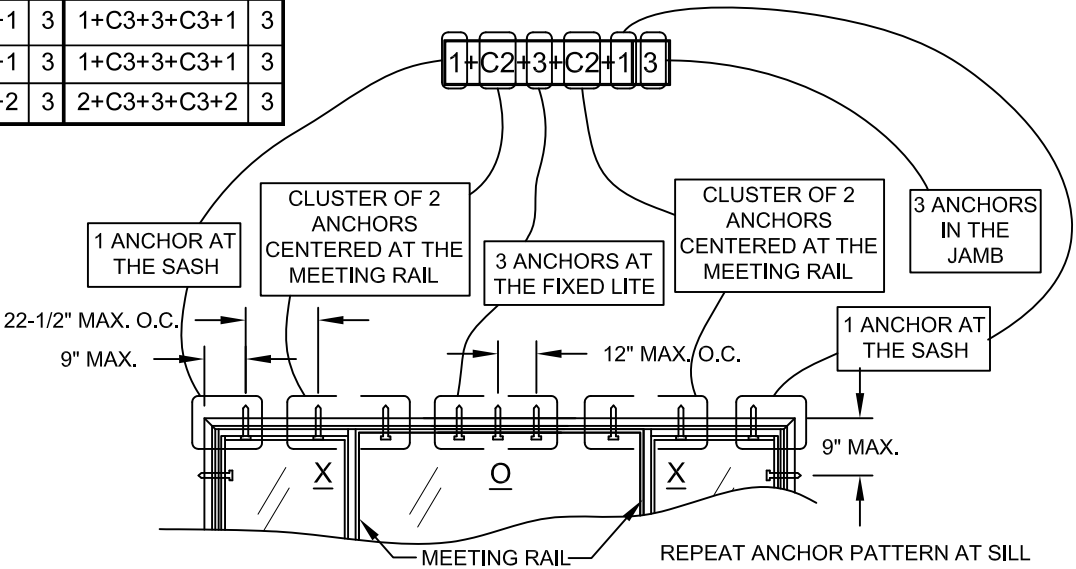 +1 3 1+C3+3+C3+1 3
+1 3 1+C3+3+C3+1 3
+2 3 2+C3+3+C3+2 3
1+C2+3+C2+1 3
1 ANCHOR AT
THE SASH
CLUSTER OF 2
ANCHORS
CENTERED AT THE
MEETING RAIL
3 ANCHORS AT
THE FIXED LITE
CLUSTER OF 2
ANCHORS
CENTERED AT THE
MEETING RAIL
3 ANCHORS
IN THE
JAMB
1 ANCHOR AT
THE SASH
22-1/2" MAX. O.C.
9" MAX.
12" MAX. O.C.
9" MAX.
X
O
X
MEETING RAIL
REPEAT ANCHOR PATTERN AT SILL